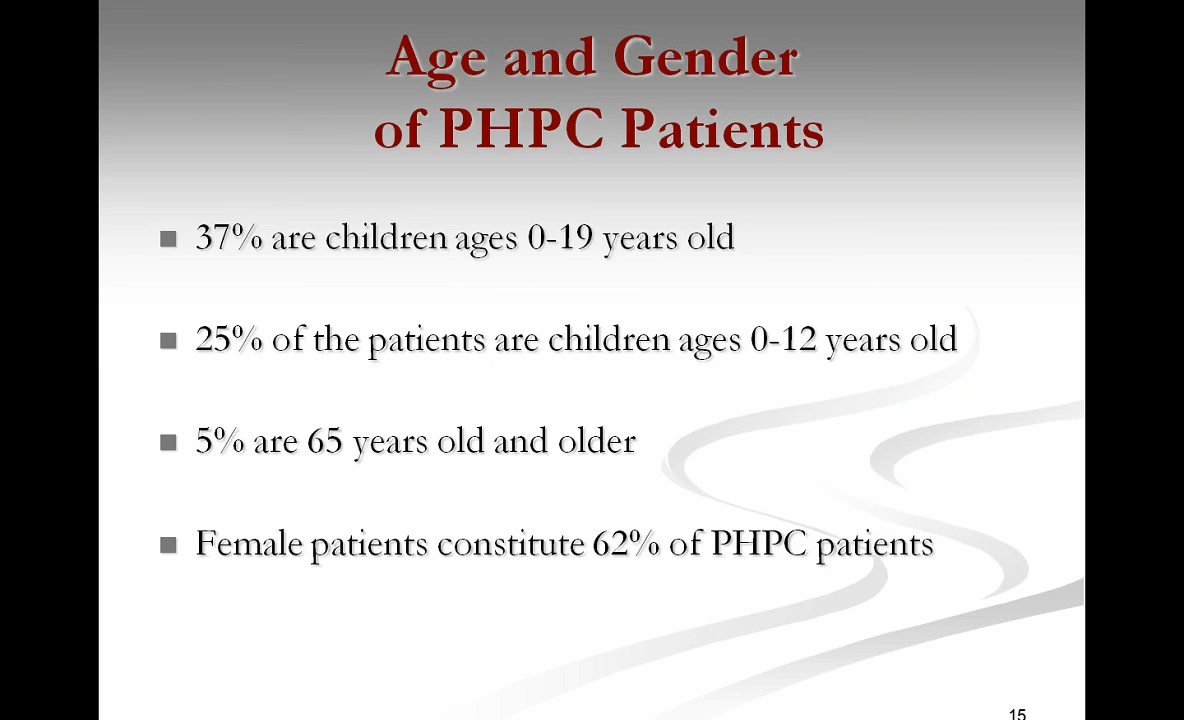 Age and Gender
of PHPC Patients
37% are children ages 0-19 years old
25% of the patients are children ages 0-12 years old
5% are 65 years old and older
Female patients constitute 62% of PHPC patients
15